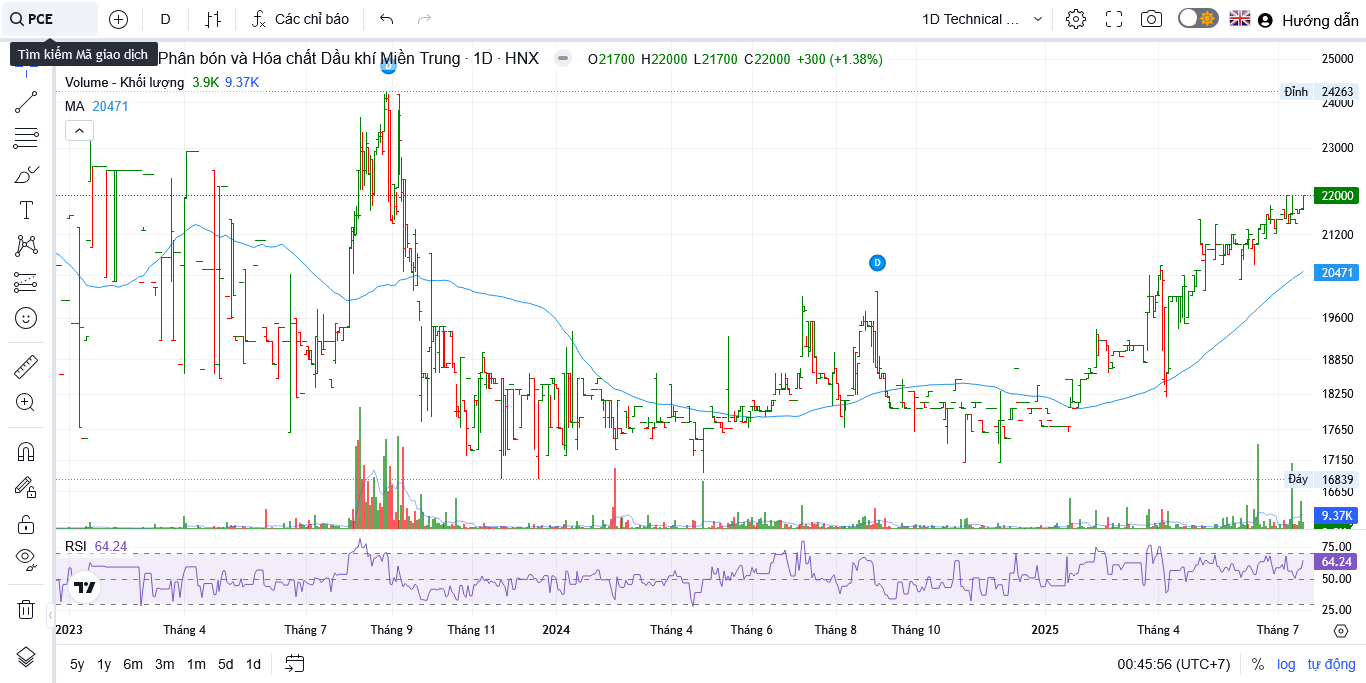 PCE D Các chỉ báo 1D Technical ... Hướng dẫn
Tìm kiếm Mã giao dịch
Phân bón và Hóa chất Dầu khí Miền Trung · 1D · HNX O21700 H22000 L21700 C22000 +300 (+1.38%)
Volume - Khối lượng 3.9K 9.37K
MA 20471
D
D
25000
Đỉnh 24263
24000
23000
22000
21200
20471
19600
18850
18250
17650
17150
Đáy 16839
16650
9.37K
RSI 64.24
75.00
64.24
50.00
25.00
2023 Tháng 4 Tháng 7 Tháng 9 Tháng 11 2024 Tháng 4 Tháng 6 Tháng 8 Tháng 10 2025 Tháng 4 Tháng 7
5y 1y 6m 3m 1m 5d 1d 00:45:56 (UTC+7) % log tự động